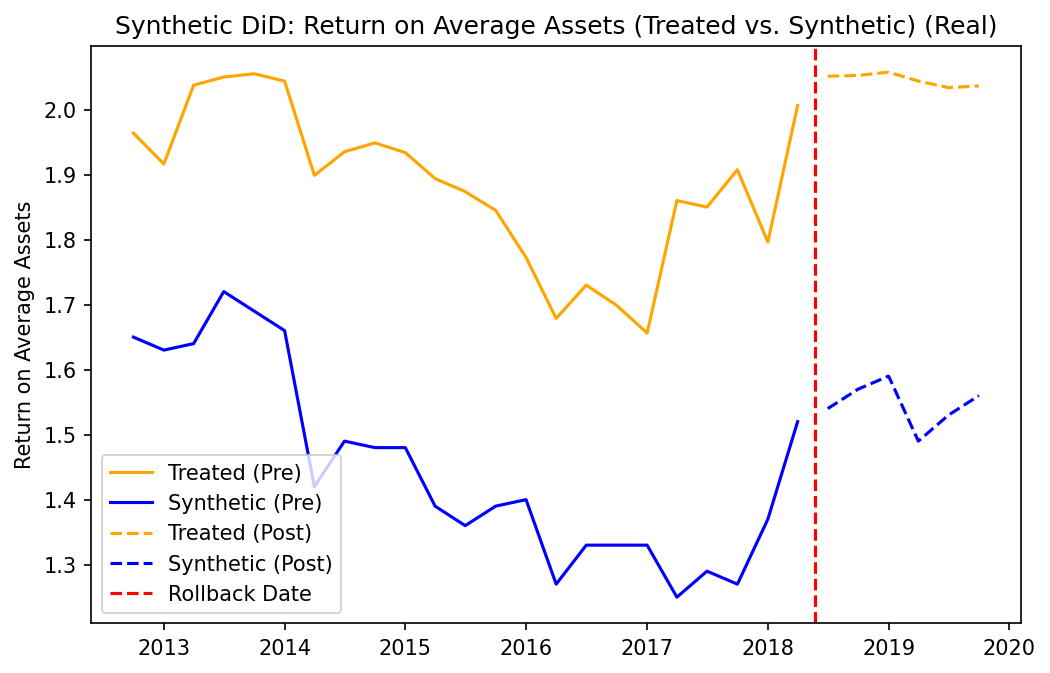 Synthetic DiD: Return on Average Assets (Treated vs. Synthetic) (Real)
Return on Average Assets
2.0
1.9
1.8
1.7
1.6
1.5
1.4
1.3
Treated (Pre)
Synthetic (Pre)
Treated (Post)
Synthetic (Post)
Rollback Date
2013 2014 2015 2016 2017 2018 2019 2020